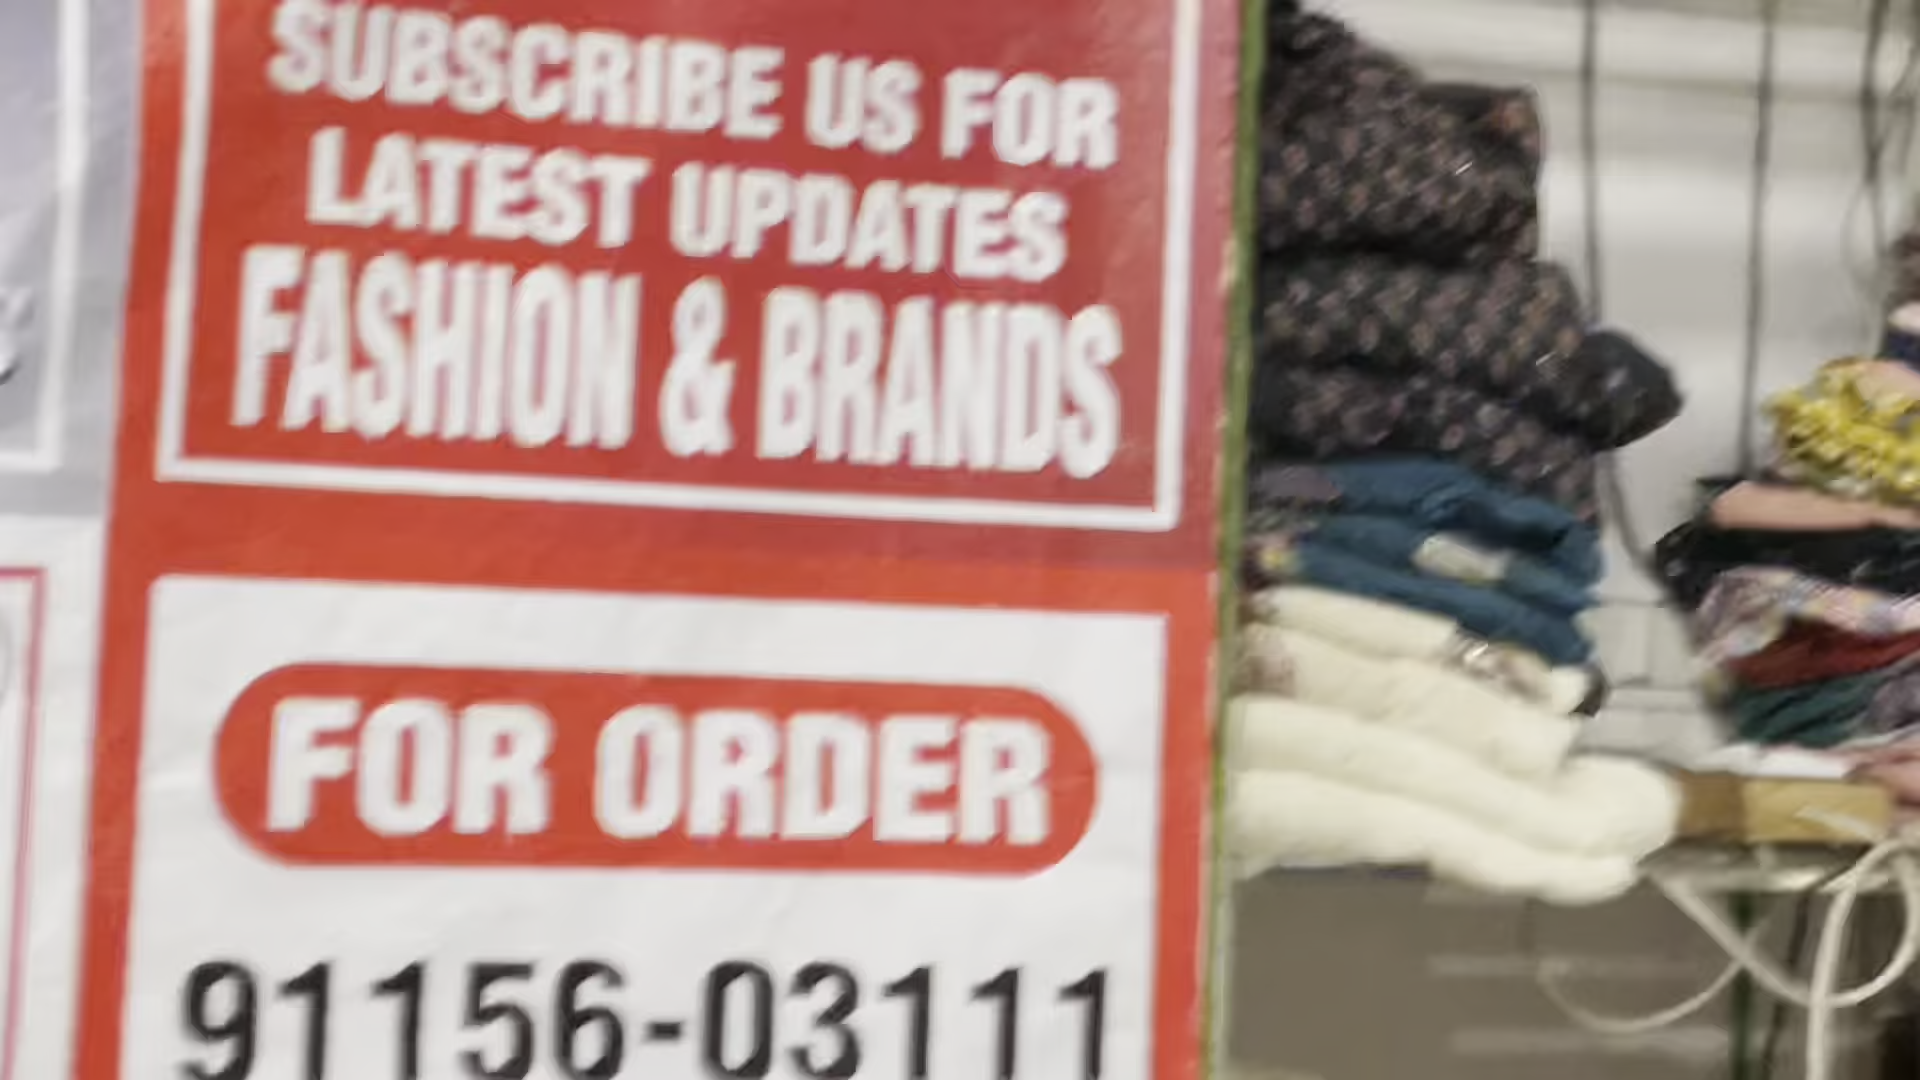 SUBSCRIBE US FOR
LATEST UPDATES
FASHION & BRANDS
FOR ORDER
91156-03111